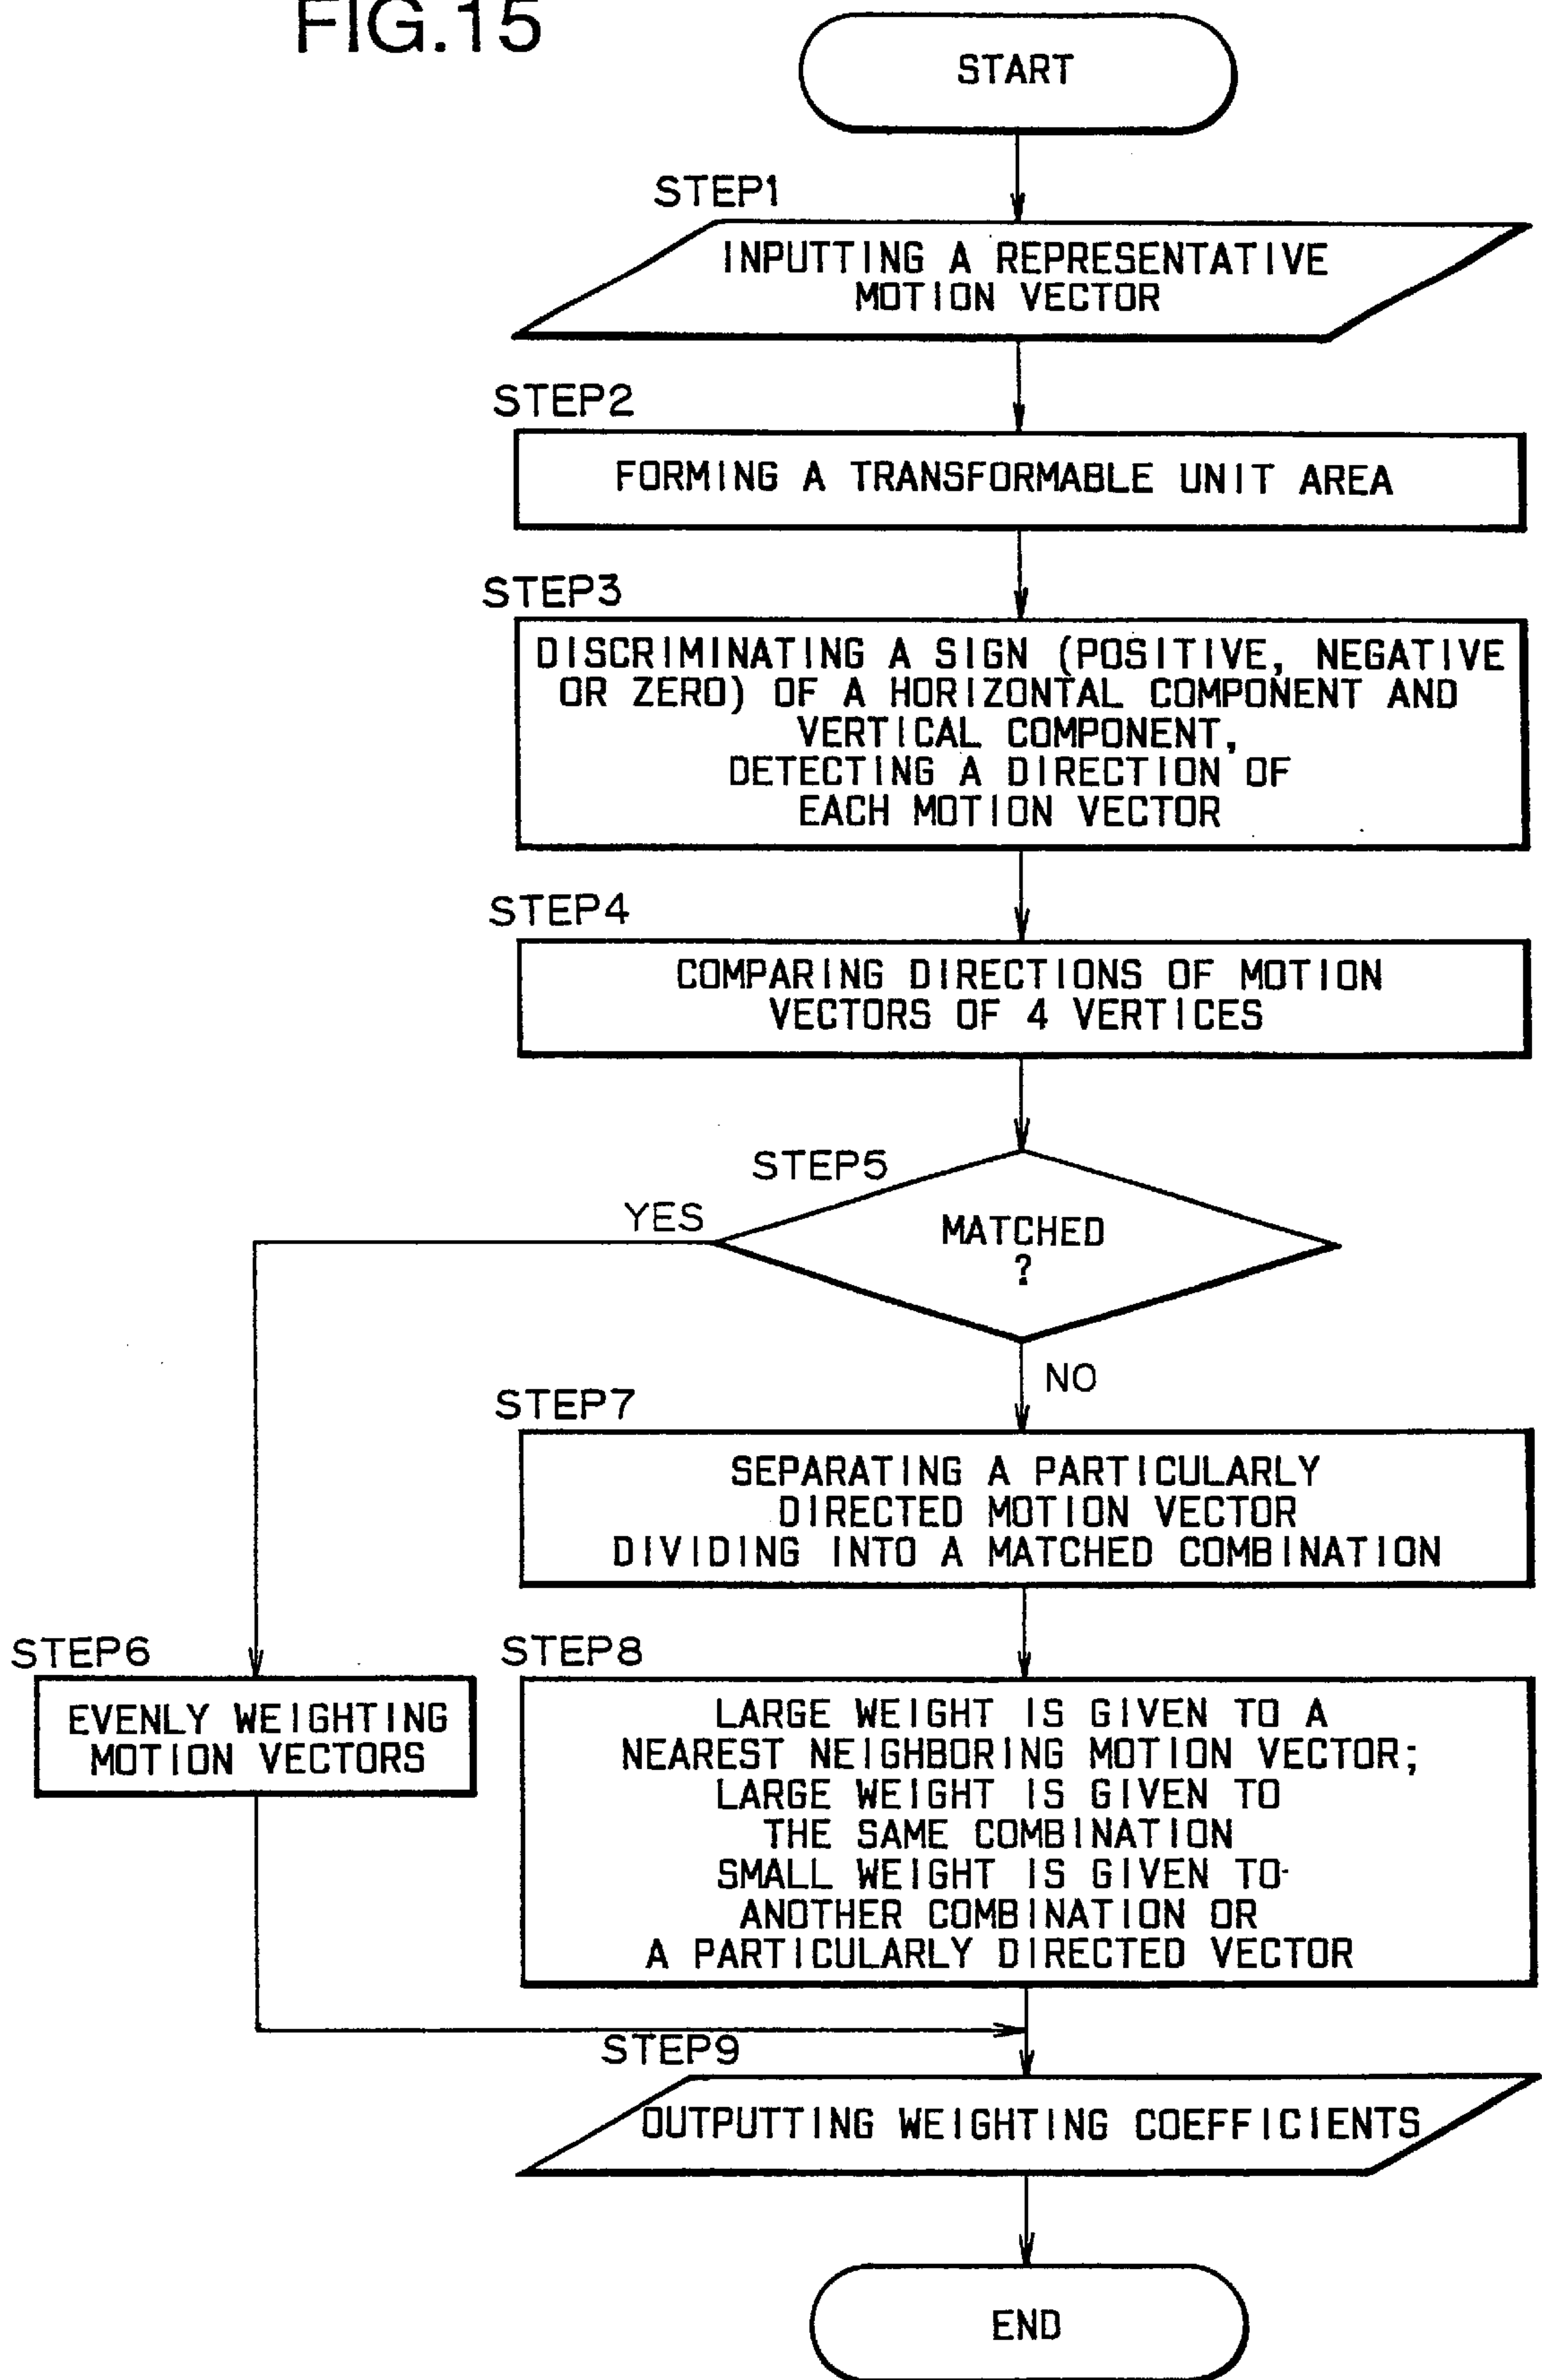 FIG.15
START
STEP1
INPUTTING A REPRESENTATIVE
MOTION VECTOR
STEP2
FORMING A TRANSFORMABLE UNIT AREA
STEP3
DISCRIMINATING A SIGN (POSITIVE, NEGATIVE
OR ZERO) OF A HORIZONTAL COMPONENT AND
VERTICAL COMPONENT,
DETECTING A DIRECTION OF
EACH MOTION VECTOR
STEP4
COMPARING DIRECTIONS OF MOTION
VECTORS OF 4 VERTICES
STEP5
YES
MATCHED
?
NO
STEP7
SEPARATING A PARTICULARLY
DIRECTED MOTION VECTOR
DIVIDING INTO A MATCHED COMBINATION
STEP6
EVENLY WEIGHTING
MOTION VECTORS
STEP8
LARGE WEIGHT IS GIVEN TO A
NEAREST NEIGHBORING MOTION VECTOR;
LARGE WEIGHT IS GIVEN TO
THE SAME COMBINATION
SMALL WEIGHT IS GIVEN TO
ANOTHER COMBINATION OR
A PARTICULARLY DIRECTED VECTOR
STEP9
OUTPUTTING WEIGHTING COEFFICIENTS
END